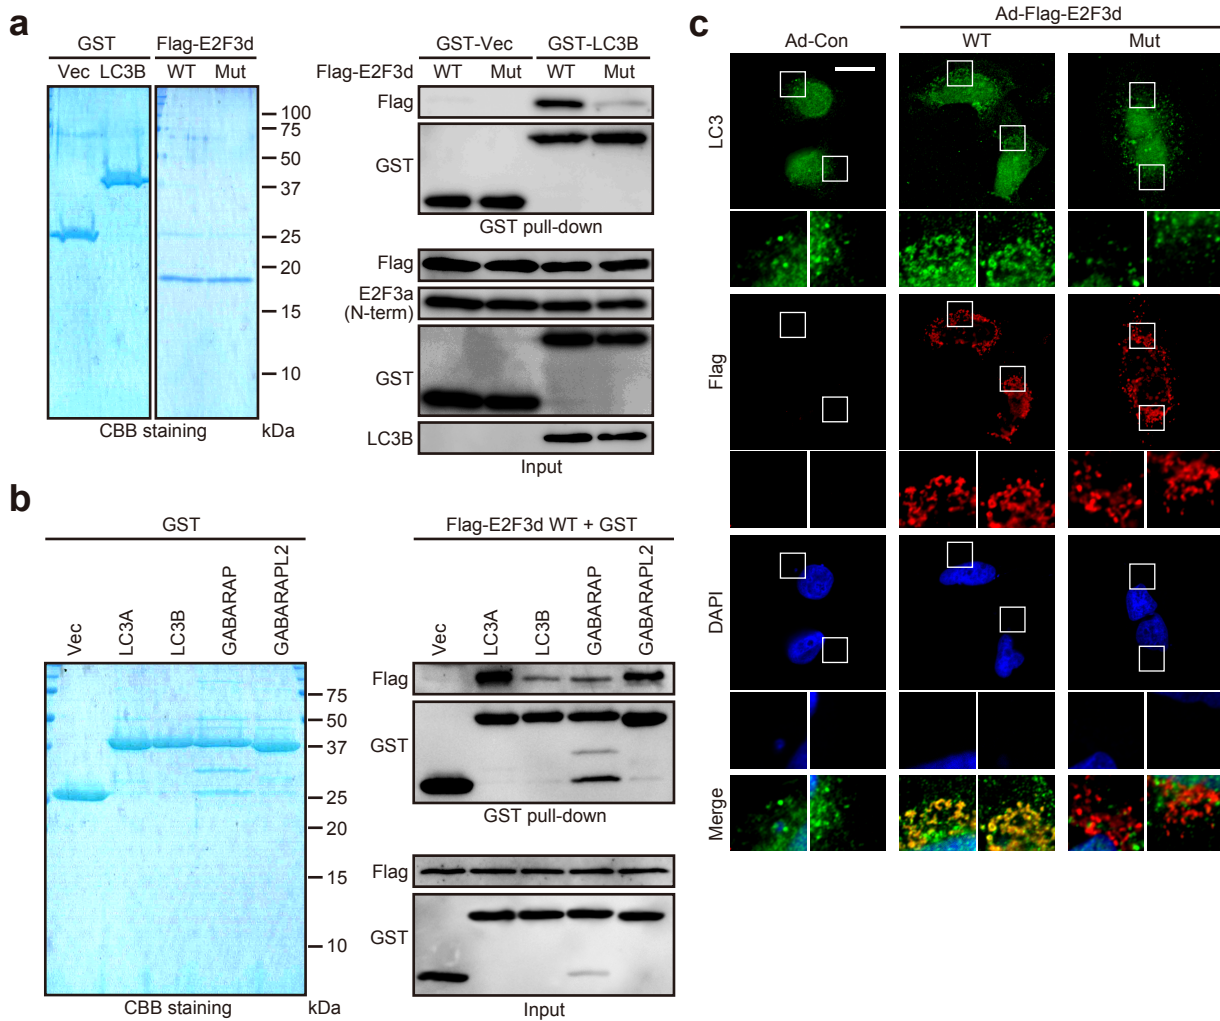 a
GST
Flag-E2F3d
Vec LC3B
WT Mut
100
75
50
37
25
20
15
10
CBB staining
kDa
GST-Vec
GST-LC3B
Flag-E2F3d
WT Mut WT Mut
Flag
GST
GST pull-down
Flag
E2F3a
(N-term)
GST
LC3B
Input
b
GST
Vec
LC3A
LC3B
GABARAP
GABARAPL2
75
50
37
25
20
15
10
CBB staining
kDa
Flag-E2F3d WT + GST
Vec
LC3A
LC3B
GABARAP
GABARAPL2
Flag
GST
GST pull-down
Flag
GST
Input
c
Ad-Flag-E2F3d
Ad-Con
WT
Mut
LC3
Flag
DAPI
Merge